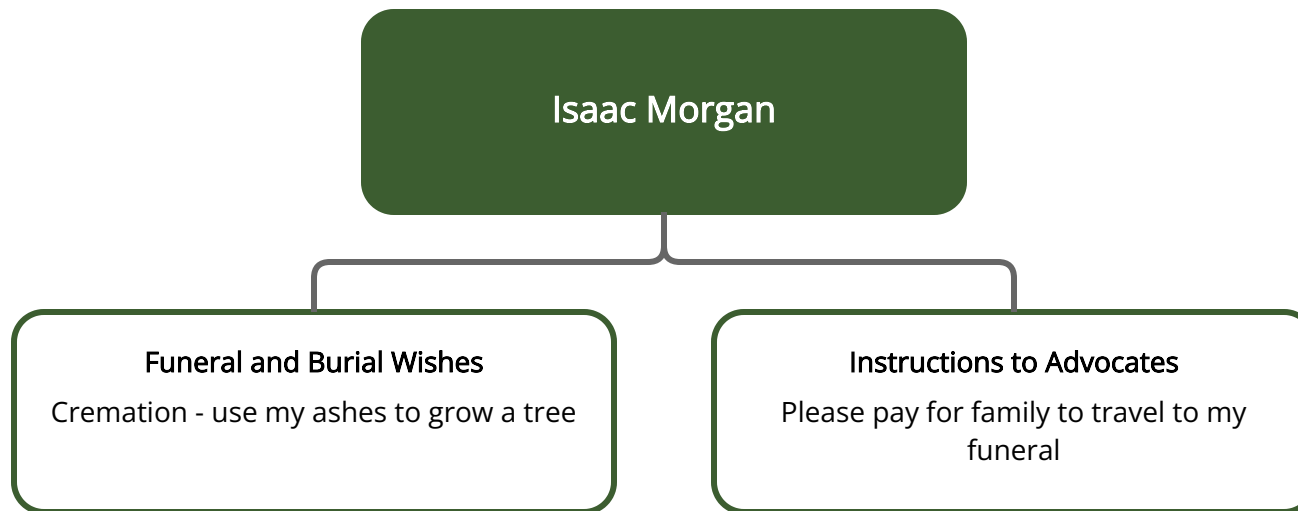 Isaac Morgan
Funeral and Burial Wishes
Cremation - use my ashes to grow a tree
Instructions to Advocates
Please pay for family to travel to my
funeral